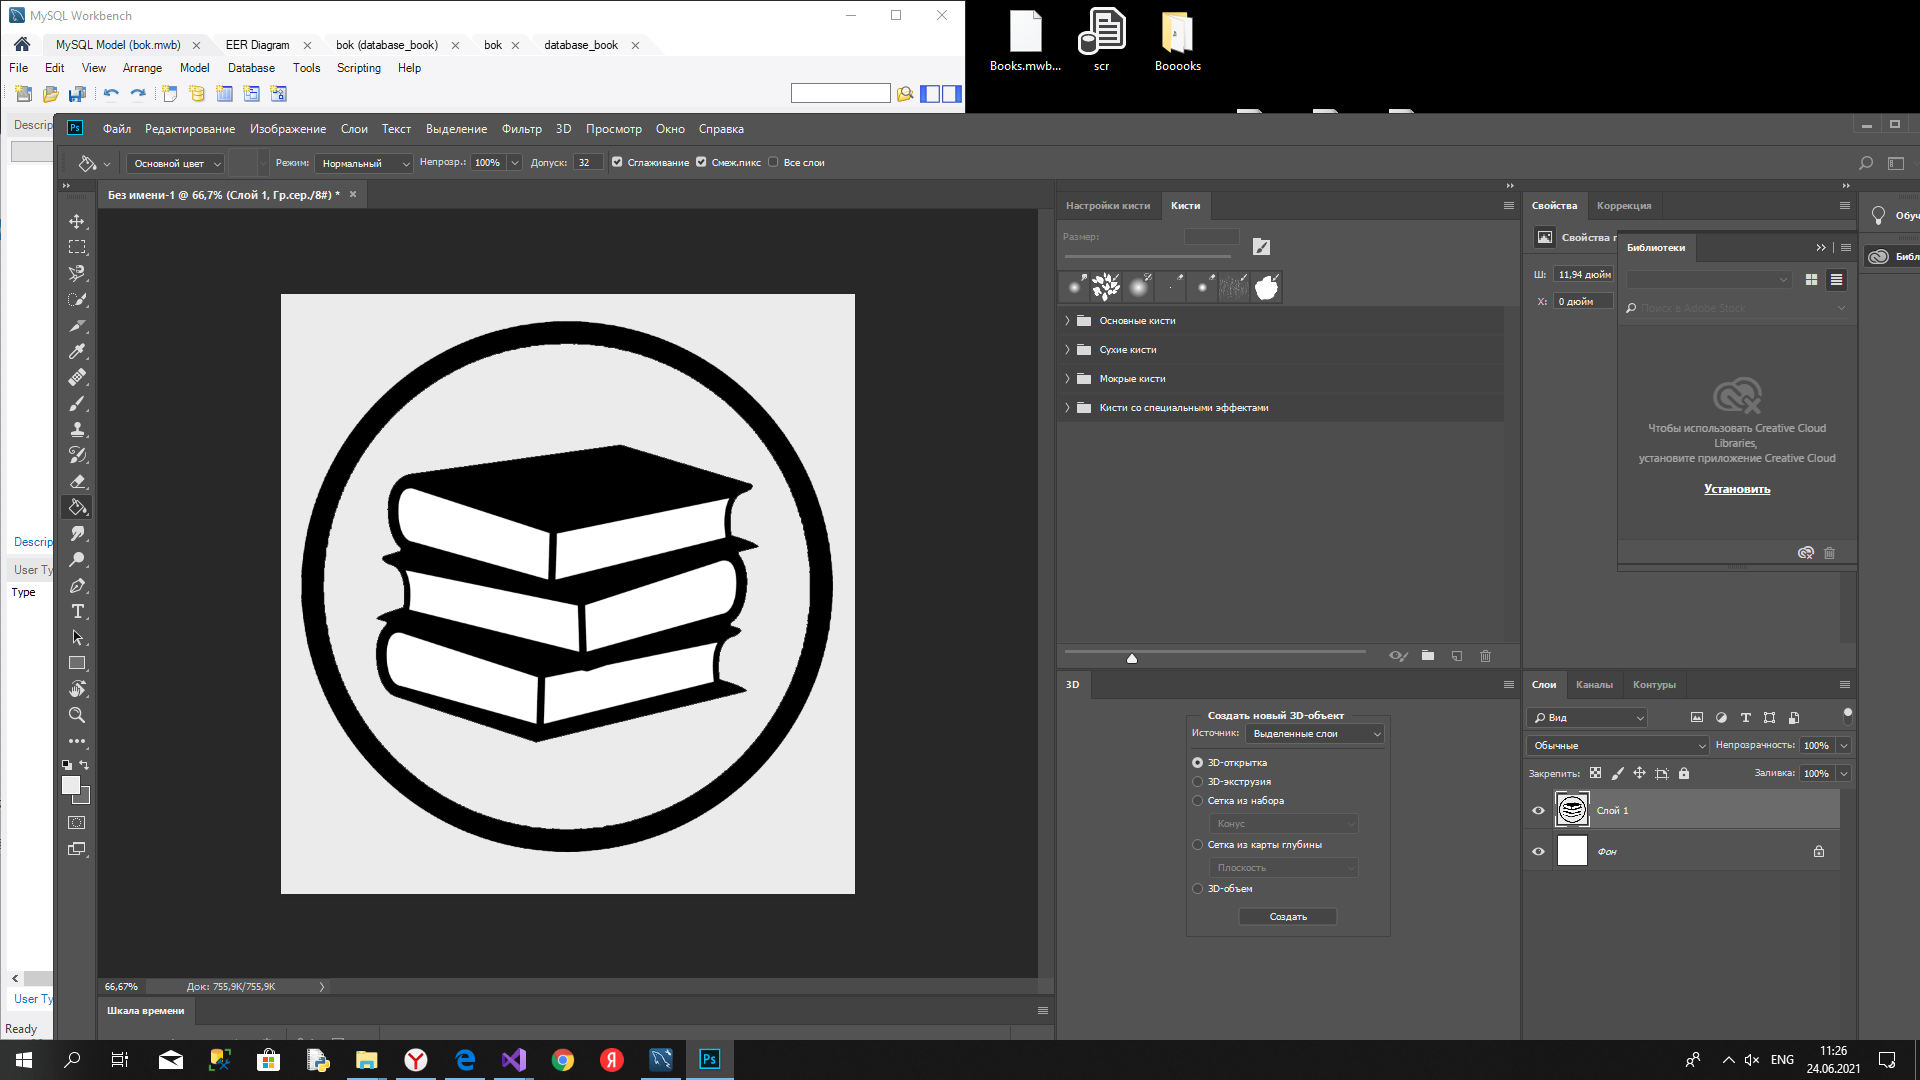 MySQL Workbench
MySQL Model (bok.mwb)
EER Diagram
bok (database_book)
bok
database_book
File Edit View Arrange Model Database Tools Scripting Help
Books.mwb...
scr
Booooks
Descrip
Ps
Файл Редактирование Изображение Слои Текст Выделение Фильтр 3D Просмотр Окно Справка
Основной цвет
Режим: Нормальный
Непрозр.: 100%
Допуск: 32
Сглаживание
Смеж.пикс
Все слои
Без имени-1 @ 66,7% (Слой 1, Гр.сер./8#) *
Настройки кисти
Кисти
Размер:
Основные кисти
Сухие кисти
Мокрые кисти
Кисти со специальными эффектами
Свойства
Коррекция
Свойства
Ш: 11,94 дюйм
X: 0 дюйм
Библиотеки
Поиск в Adobe Stock
Чтобы использовать Creative Cloud
Libraries,
установите приложение Creative Cloud
Установить
Обуч
Библ
Descrip
User Ty
Type
User Ty
Ready
3D
Создать новый 3D-объект
Источник: Выделенные слои
3D-открытка
3D-экструзия
Сетка из набора
Конус
Сетка из карты глубины
Плоскость
3D-объем
Создать
Слои
Каналы
Контуры
Вид
Обычные
Непрозрачность: 100%
Закрепить:
Заливка: 100%
Слой 1
Фон
66,67%
Док: 755,9K/755,9K
Шкала времени
ENG
11:26
24.06.2021